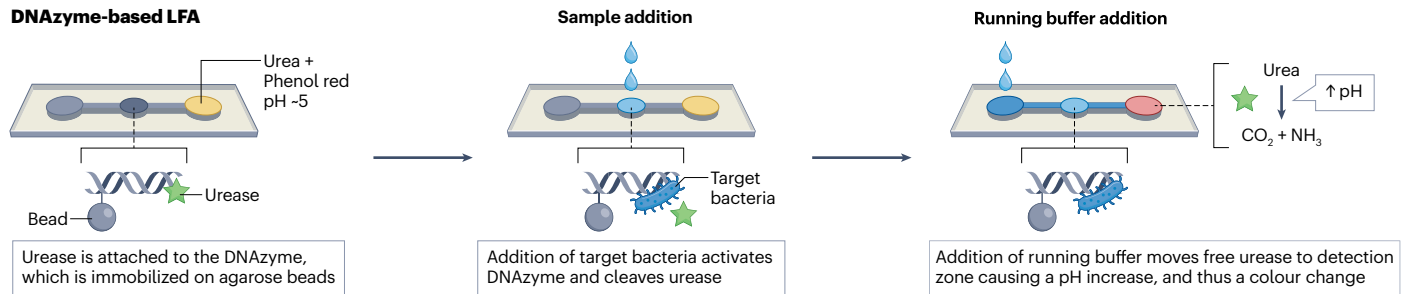 DNAzyme-based LFA
Urea +
Phenol red
pH ~5
Urease
Bead
Urease is attached to the DNAzyme,
which is immobilized on agarose beads
Sample addition
Target
bacteria
Addition of target bacteria activates
DNAzyme and cleaves urease
Running buffer addition
Urea
↑ pH
CO₂ + NH₃
Addition of running buffer moves free urease to detection
zone causing a pH increase, and thus a colour change